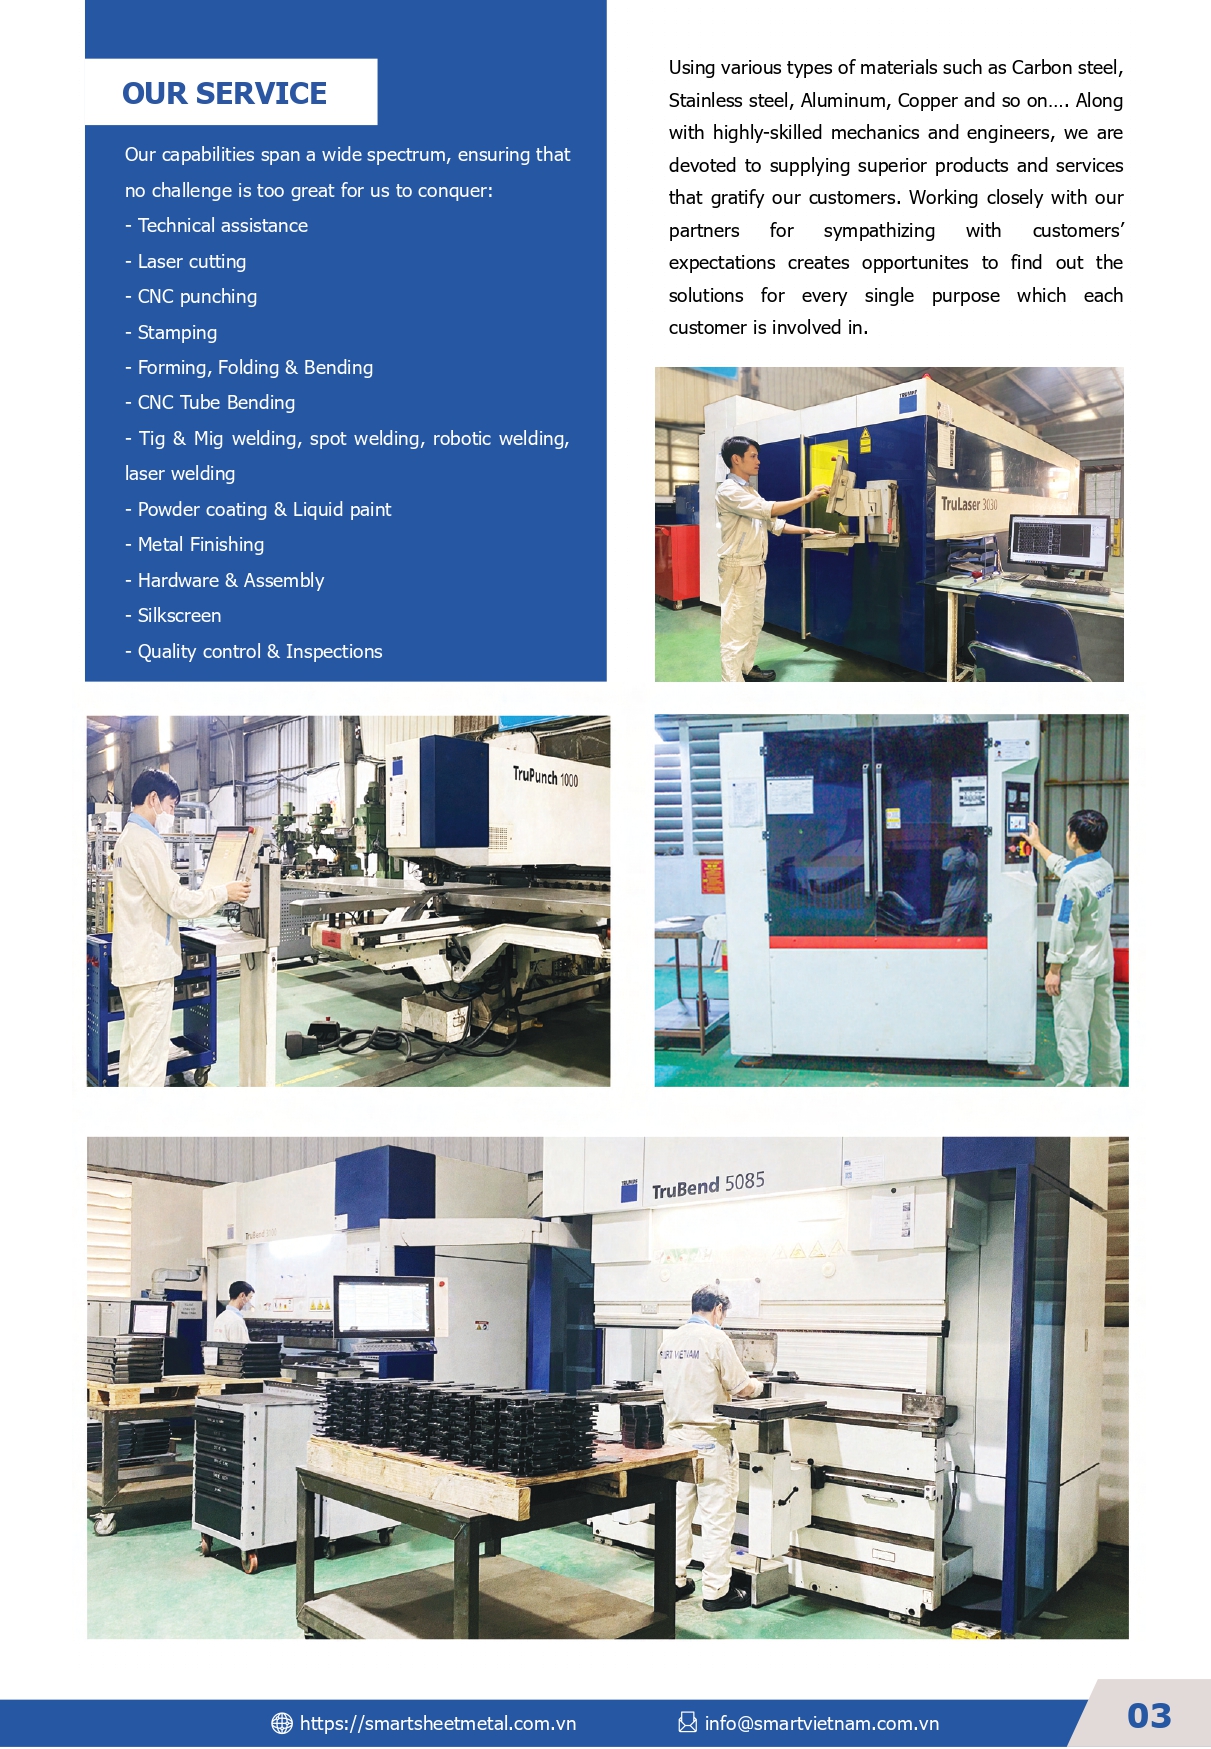 OUR SERVICE
Our capabilities span a wide spectrum, ensuring that
no challenge is too great for us to conquer:
- Technical assistance
- Laser cutting
- CNC punching
- Stamping
- Forming, Folding & Bending
- CNC Tube Bending
- Tig & Mig welding, spot welding, robotic welding,
laser welding
- Powder coating & Liquid paint
- Metal Finishing
- Hardware & Assembly
- Silkscreen
- Quality control & Inspections
Using various types of materials such as Carbon steel,
Stainless steel, Aluminum, Copper and so on…. Along
with highly-skilled mechanics and engineers, we are
devoted to supplying superior products and services
that gratify our customers. Working closely with our
partners for sympathizing with customers’
expectations creates opportunites to find out the
solutions for every single purpose which each
customer is involved in.
TRUMPF
TruLaser 3030
TruPunch 1000
TRUMPF
TruBend 5085
TruBend
VIETNAM
https://smartsheetmetal.com.vn
info@smartvietnam.com.vn
03